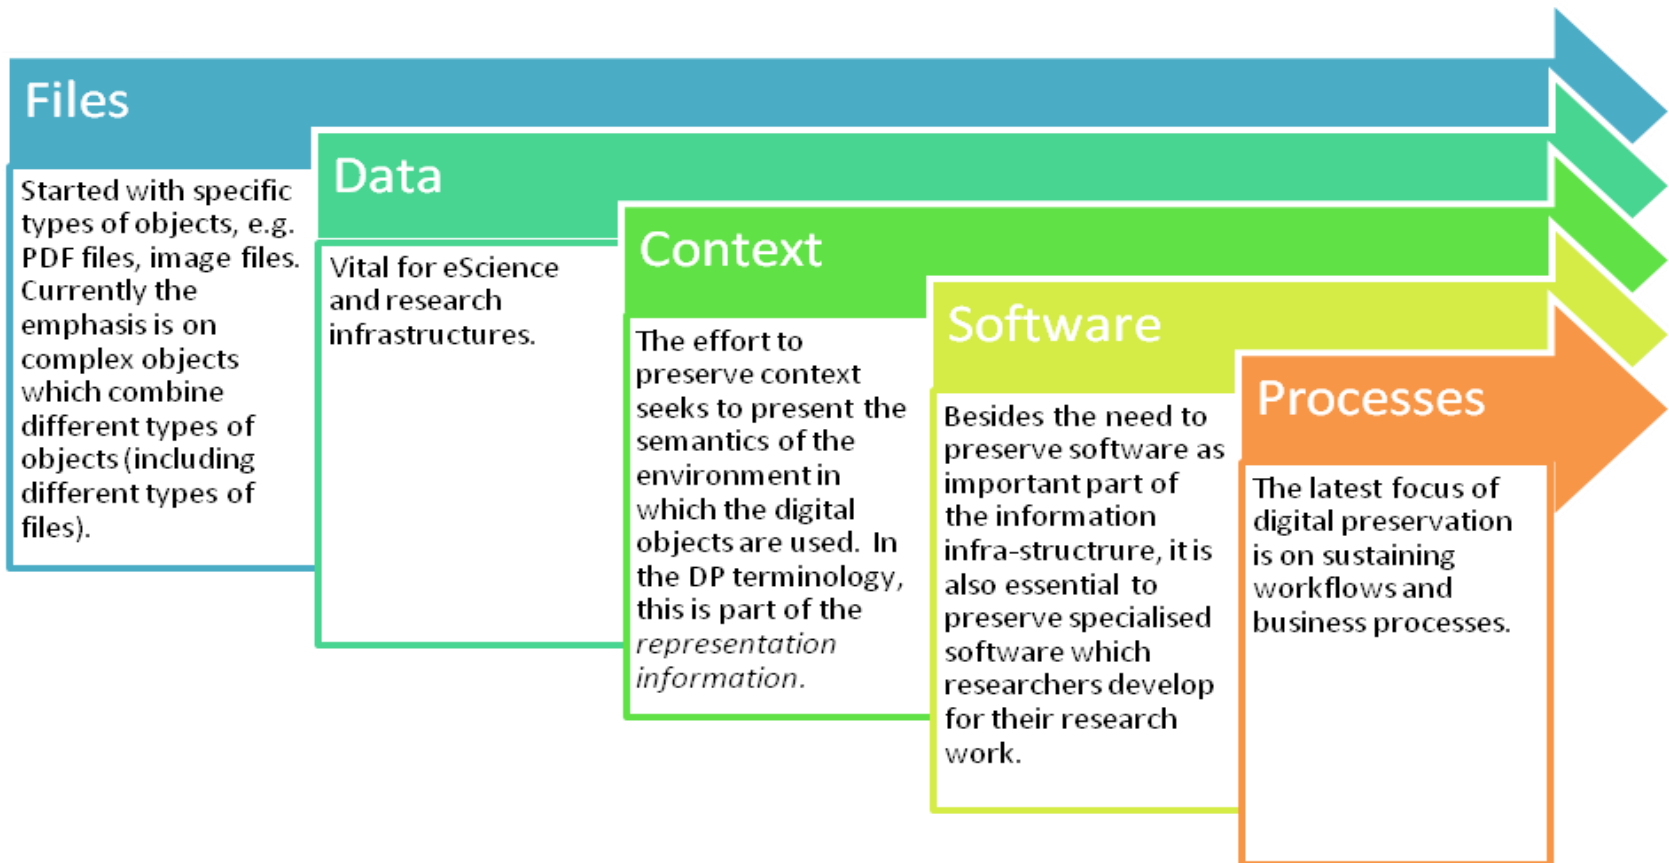 Files
Started with specific
types of objects, e.g.
PDF files, image files.
Currently the
emphasis is on
complex objects
which combine
different types of
objects (including
different types of
files).
Data
Vital for eScience
and research
infrastructures.
Context
The effort to
preserve context
seeks to present the
semantics of the
environment in
which the digital
objects are used. In
the DP terminology,
this is part of the
representation
information.
Software
Besides the need to
preserve software as
important part of
the information
infra-structrure, it is
also essential to
preserve specialised
software which
researchers develop
for their research
work.
Processes
The latest focus of
digital preservation
is on sustaining
workflows and
business processes.